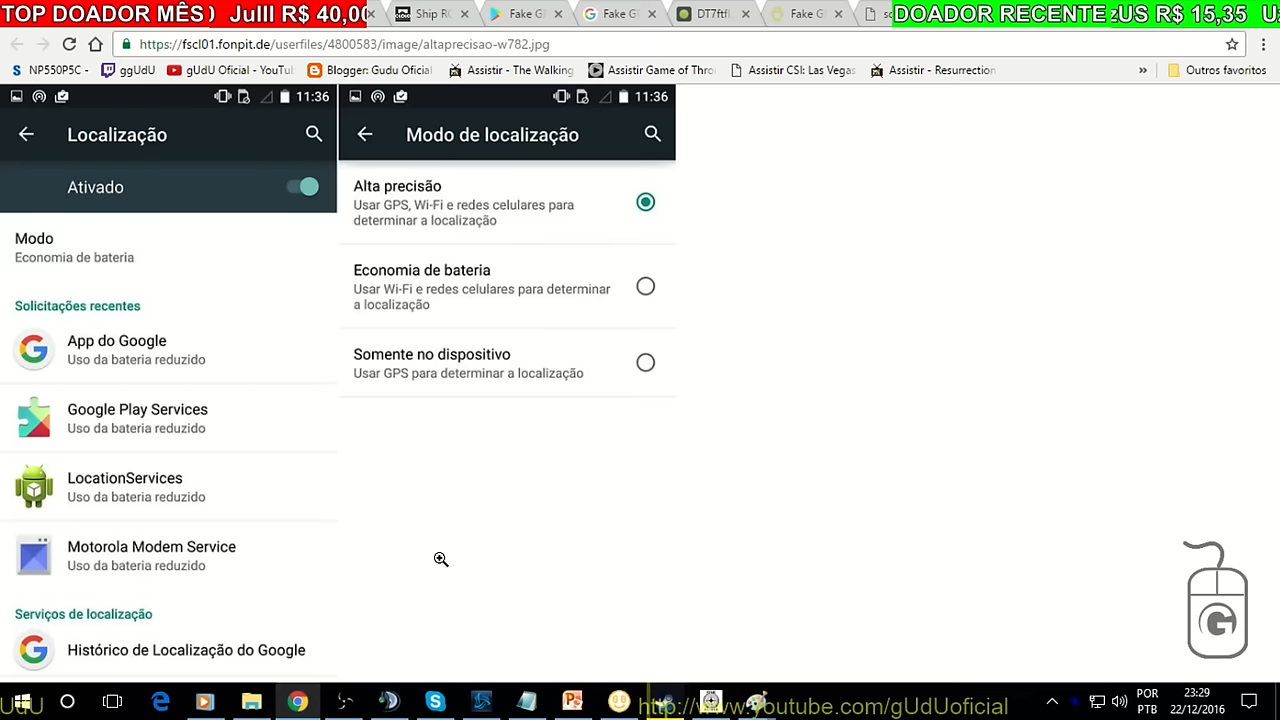 TOP DOADOR MÊS ) JulII R$ 40,00
Ship R
Fake G
Fake G
DT7ftf
Fake G
DOADOR RECENTE
US R$ 15,35
https://fscl01.fonpit.de/userfiles/4800583/image/altaprecisao-w782.jpg
NP550P5C -
ggUdU
gUdU Oficial - YouTu
Blogger: Gudu Oficial
Assistir - The Walking
Assistir Game of Thro
Assistir CSI: Las Vegas
Assistir - Resurrection
»
Outros favoritos
11:36
Localização
Ativado
Modo
Economia de bateria
Solicitações recentes
App do Google
Uso da bateria reduzido
Google Play Services
Uso da bateria reduzido
LocationServices
Uso da bateria reduzido
Motorola Modem Service
Uso da bateria reduzido
Serviços de localização
Histórico de Localização do Google
11:36
Modo de localização
Alta precisão
Usar GPS, Wi-Fi e redes celulares para
determinar a localização
Economia de bateria
Usar Wi-Fi e redes celulares para determinar
a localização
Somente no dispositivo
Usar GPS para determinar a localização
G
UdU
http://www.youtube.com/gUdUoficial
POR
PTB
23:29
22/12/2016